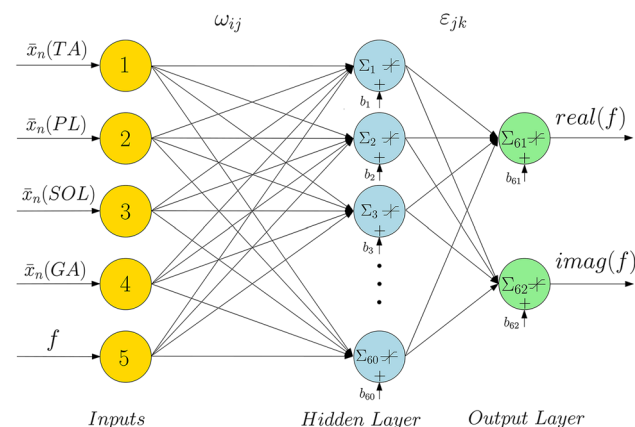 ω_ij
ε_jk
x̄_n(TA)
1
Σ_1
+
b_1
real(f)
x̄_n(PL)
2
Σ_2
+
b_2
Σ_61
+
b_61
x̄_n(SOL)
3
Σ_3
+
b_3
imag(f)
x̄_n(GA)
4
Σ_62
+
b_62
f
5
Σ_60
+
b_60
Inputs
Hidden Layer
Output Layer